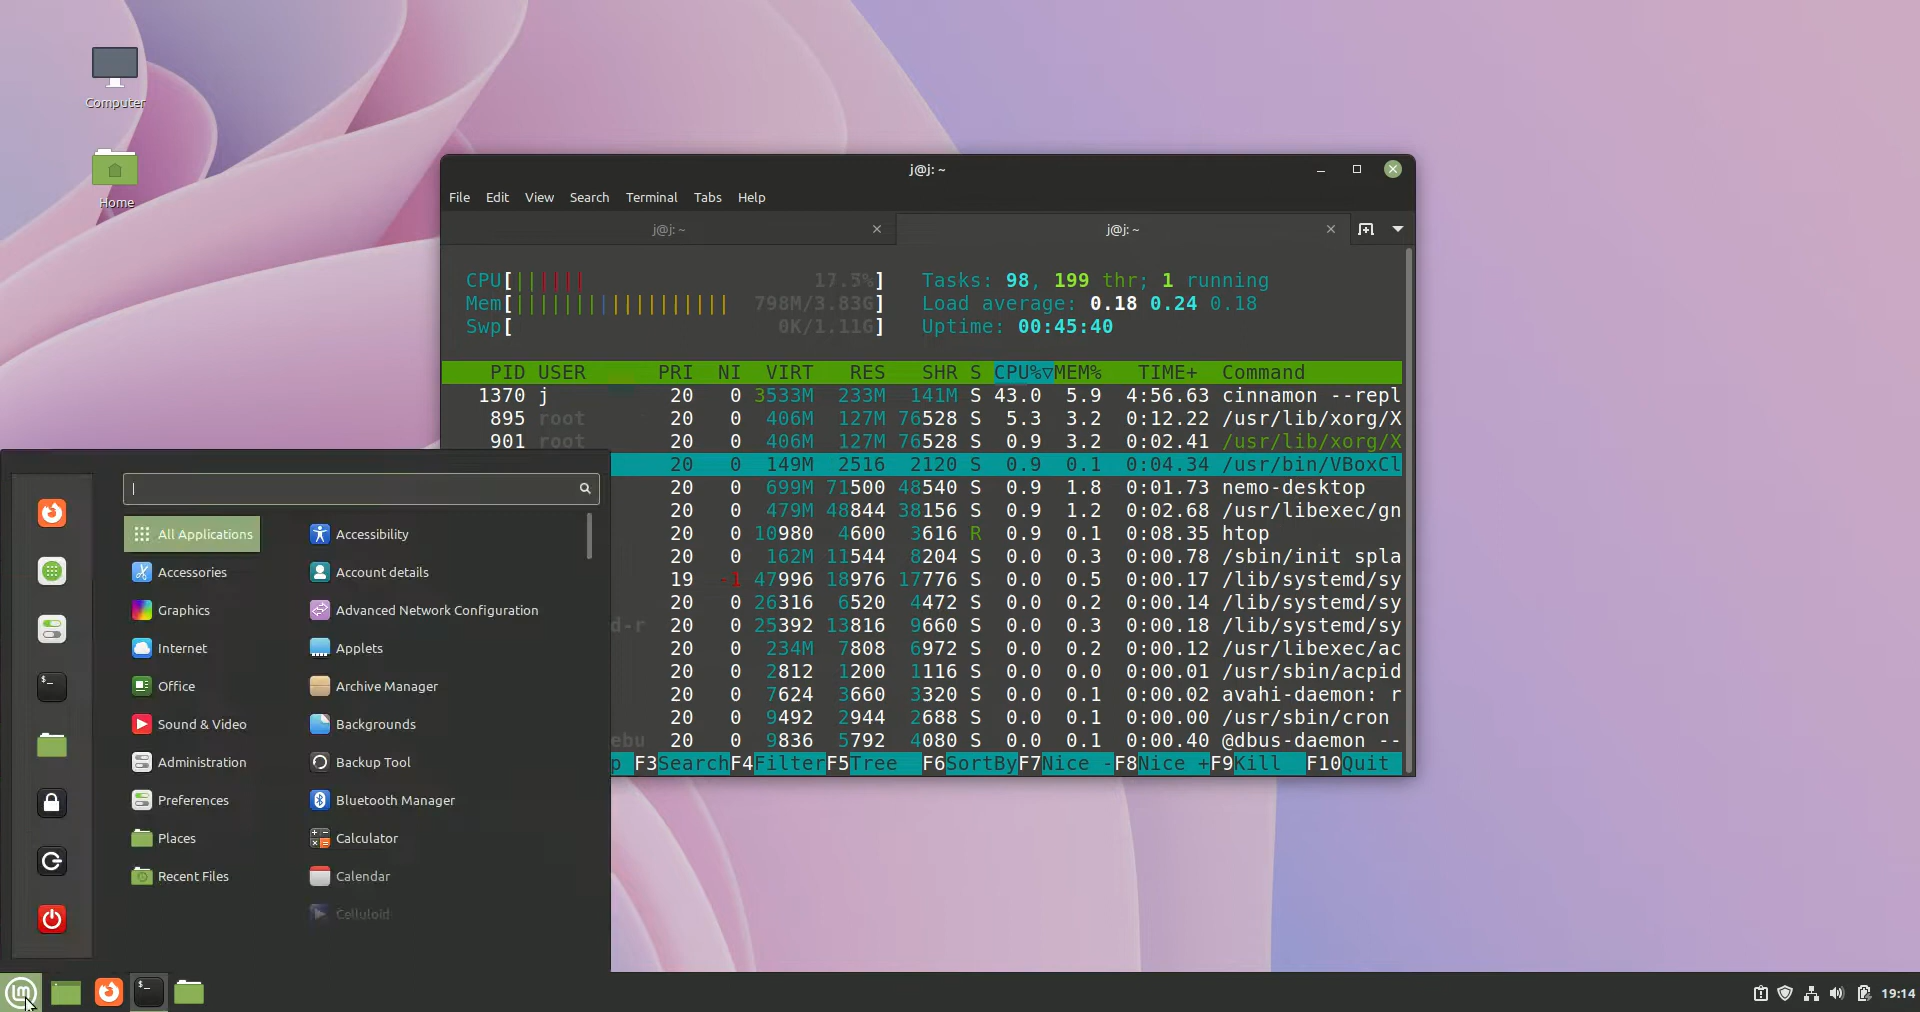 Computer
Home
j@j: ~
File Edit View Search Terminal Tabs Help
j@j: ~ j@j: ~
CPU[||||||| 17.5%] Tasks: 98, 199 thr; 1 running
Mem[|||||||||||||||||| 798M/3.83G] Load average: 0.18 0.24 0.18
Swp[ 0K/1.11G] Uptime: 00:45:40
PID USER PRI NI VIRT RES SHR S CPU%▽MEM% TIME+ Command
1370 j 20 0 3533M 233M 141M S 43.0 5.9 4:56.63 cinnamon --repl
895 root 20 0 406M 127M 76528 S 5.3 3.2 0:12.22 /usr/lib/xorg/X
901 root 20 0 406M 127M 76528 S 0.9 3.2 0:02.41 /usr/lib/xorg/X
20 0 149M 2516 2120 S 0.9 0.1 0:04.34 /usr/bin/VBoxCl
20 0 699M 71500 48540 S 0.9 1.8 0:01.73 nemo-desktop
20 0 479M 48844 38156 S 0.9 1.2 0:02.68 /usr/libexec/gn
20 0 10980 4600 3616 R 0.9 0.1 0:08.35 htop
20 0 162M 11544 8204 S 0.0 0.3 0:00.78 /sbin/init spla
19 -1 47996 18976 17776 S 0.0 0.5 0:00.17 /lib/systemd/sy
20 0 26316 6520 4472 S 0.0 0.2 0:00.14 /lib/systemd/sy
d-r 20 0 25392 13816 9660 S 0.0 0.3 0:00.18 /lib/systemd/sy
20 0 234M 7808 6972 S 0.0 0.2 0:00.12 /usr/libexec/ac
20 0 2812 1200 1116 S 0.0 0.0 0:00.01 /usr/sbin/acpid
20 0 7624 3660 3320 S 0.0 0.1 0:00.02 avahi-daemon: r
20 0 9492 2944 2688 S 0.0 0.1 0:00.00 /usr/sbin/cron
ebu 20 0 9836 5792 4080 S 0.0 0.1 0:00.40 @dbus-daemon --
p F3Search F4Filter F5Tree F6SortBy F7Nice - F8Nice + F9Kill F10Quit
All Applications
Accessories
Graphics
Internet
Office
Sound & Video
Administration
Preferences
Places
Recent Files
Accessibility
Account details
Advanced Network Configuration
Applets
Archive Manager
Backgrounds
Backup Tool
Bluetooth Manager
Calculator
Calendar
Celluloid
19:14